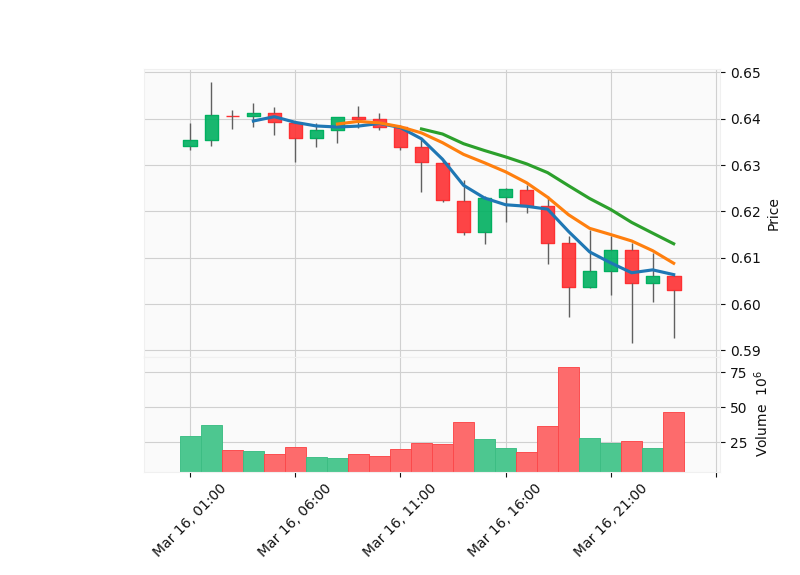 0.65
0.64
0.63
0.62
0.61
0.60
0.59
Price
75
50
25
Volume 10^6
Mar 16, 01:00
Mar 16, 06:00
Mar 16, 11:00
Mar 16, 16:00
Mar 16, 21:00